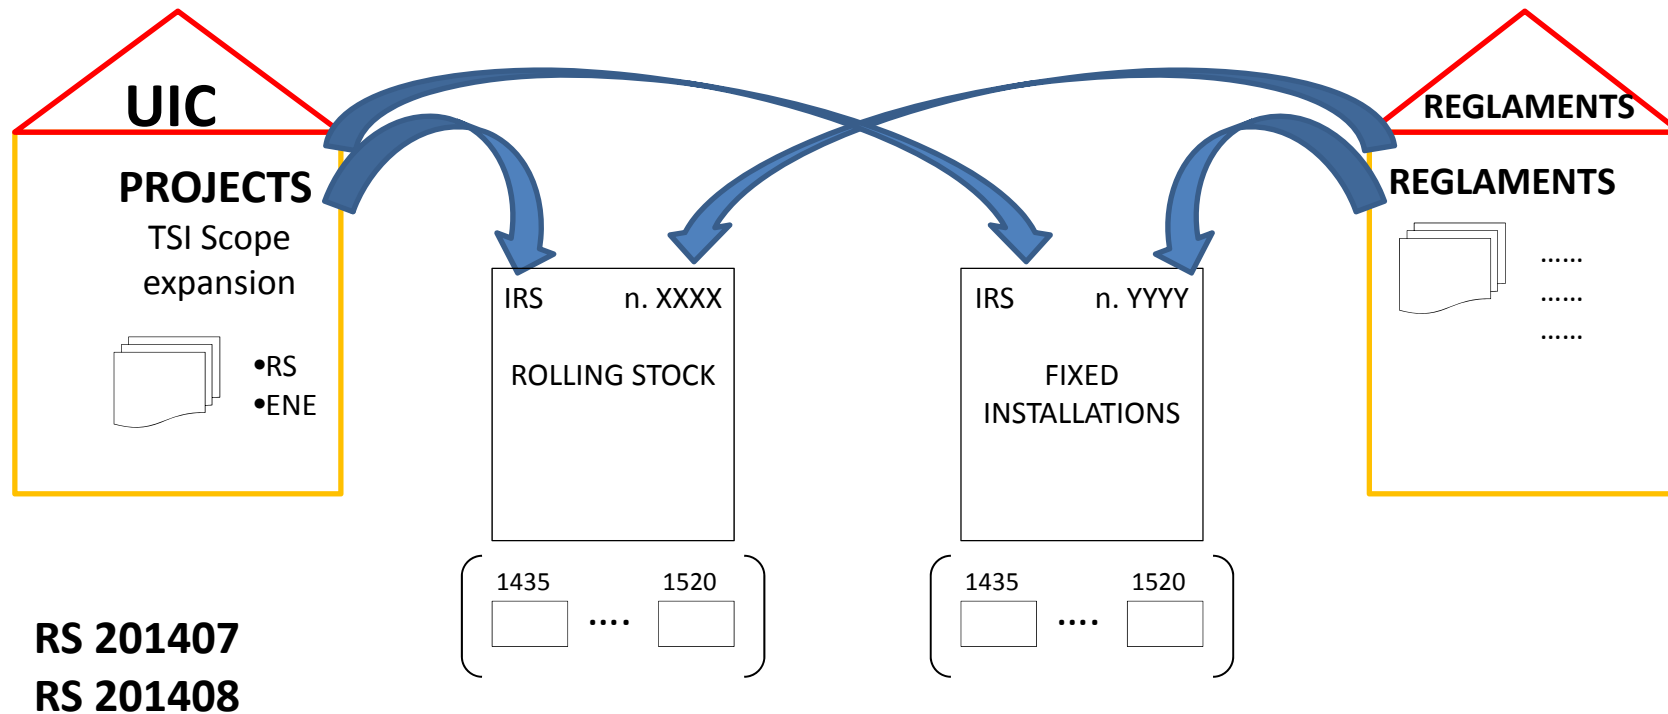 UIC
PROJECTS
TSI Scope
expansion
•RS
•ENE
IRS n. XXXX
ROLLING STOCK
1435 .... 1520
IRS n. YYYY
FIXED
INSTALLATIONS
1435 .... 1520
REGLAMENTS
REGLAMENTS
......
......
......
RS 201407
RS 201408